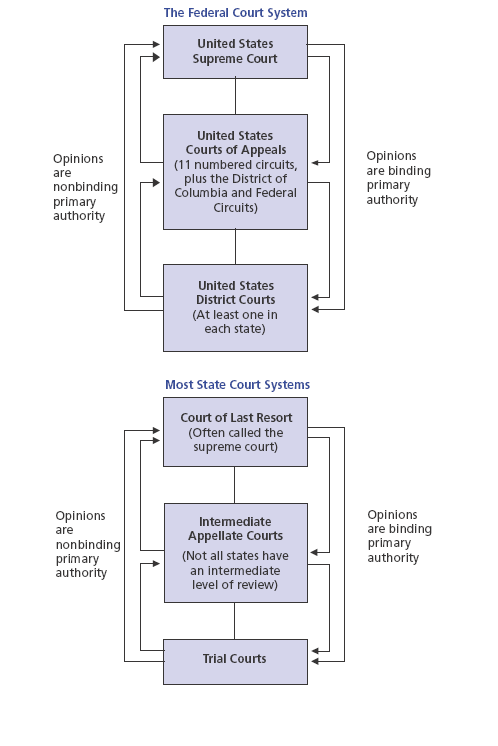 The Federal Court System
United States
Supreme Court
United States
Courts of Appeals
(11 numbered circuits,
plus the District of
Columbia and Federal
Circuits)
Opinions
are
nonbinding
primary
authority
Opinions
are binding
primary
authority
United States
District Courts
(At least one in
each state)
Most State Court Systems
Court of Last Resort
(Often called the
supreme court)
Opinions
are
nonbinding
primary
authority
Intermediate
Appellate Courts
(Not all states have
an intermediate
level of review)
Opinions
are binding
primary
authority
Trial Courts